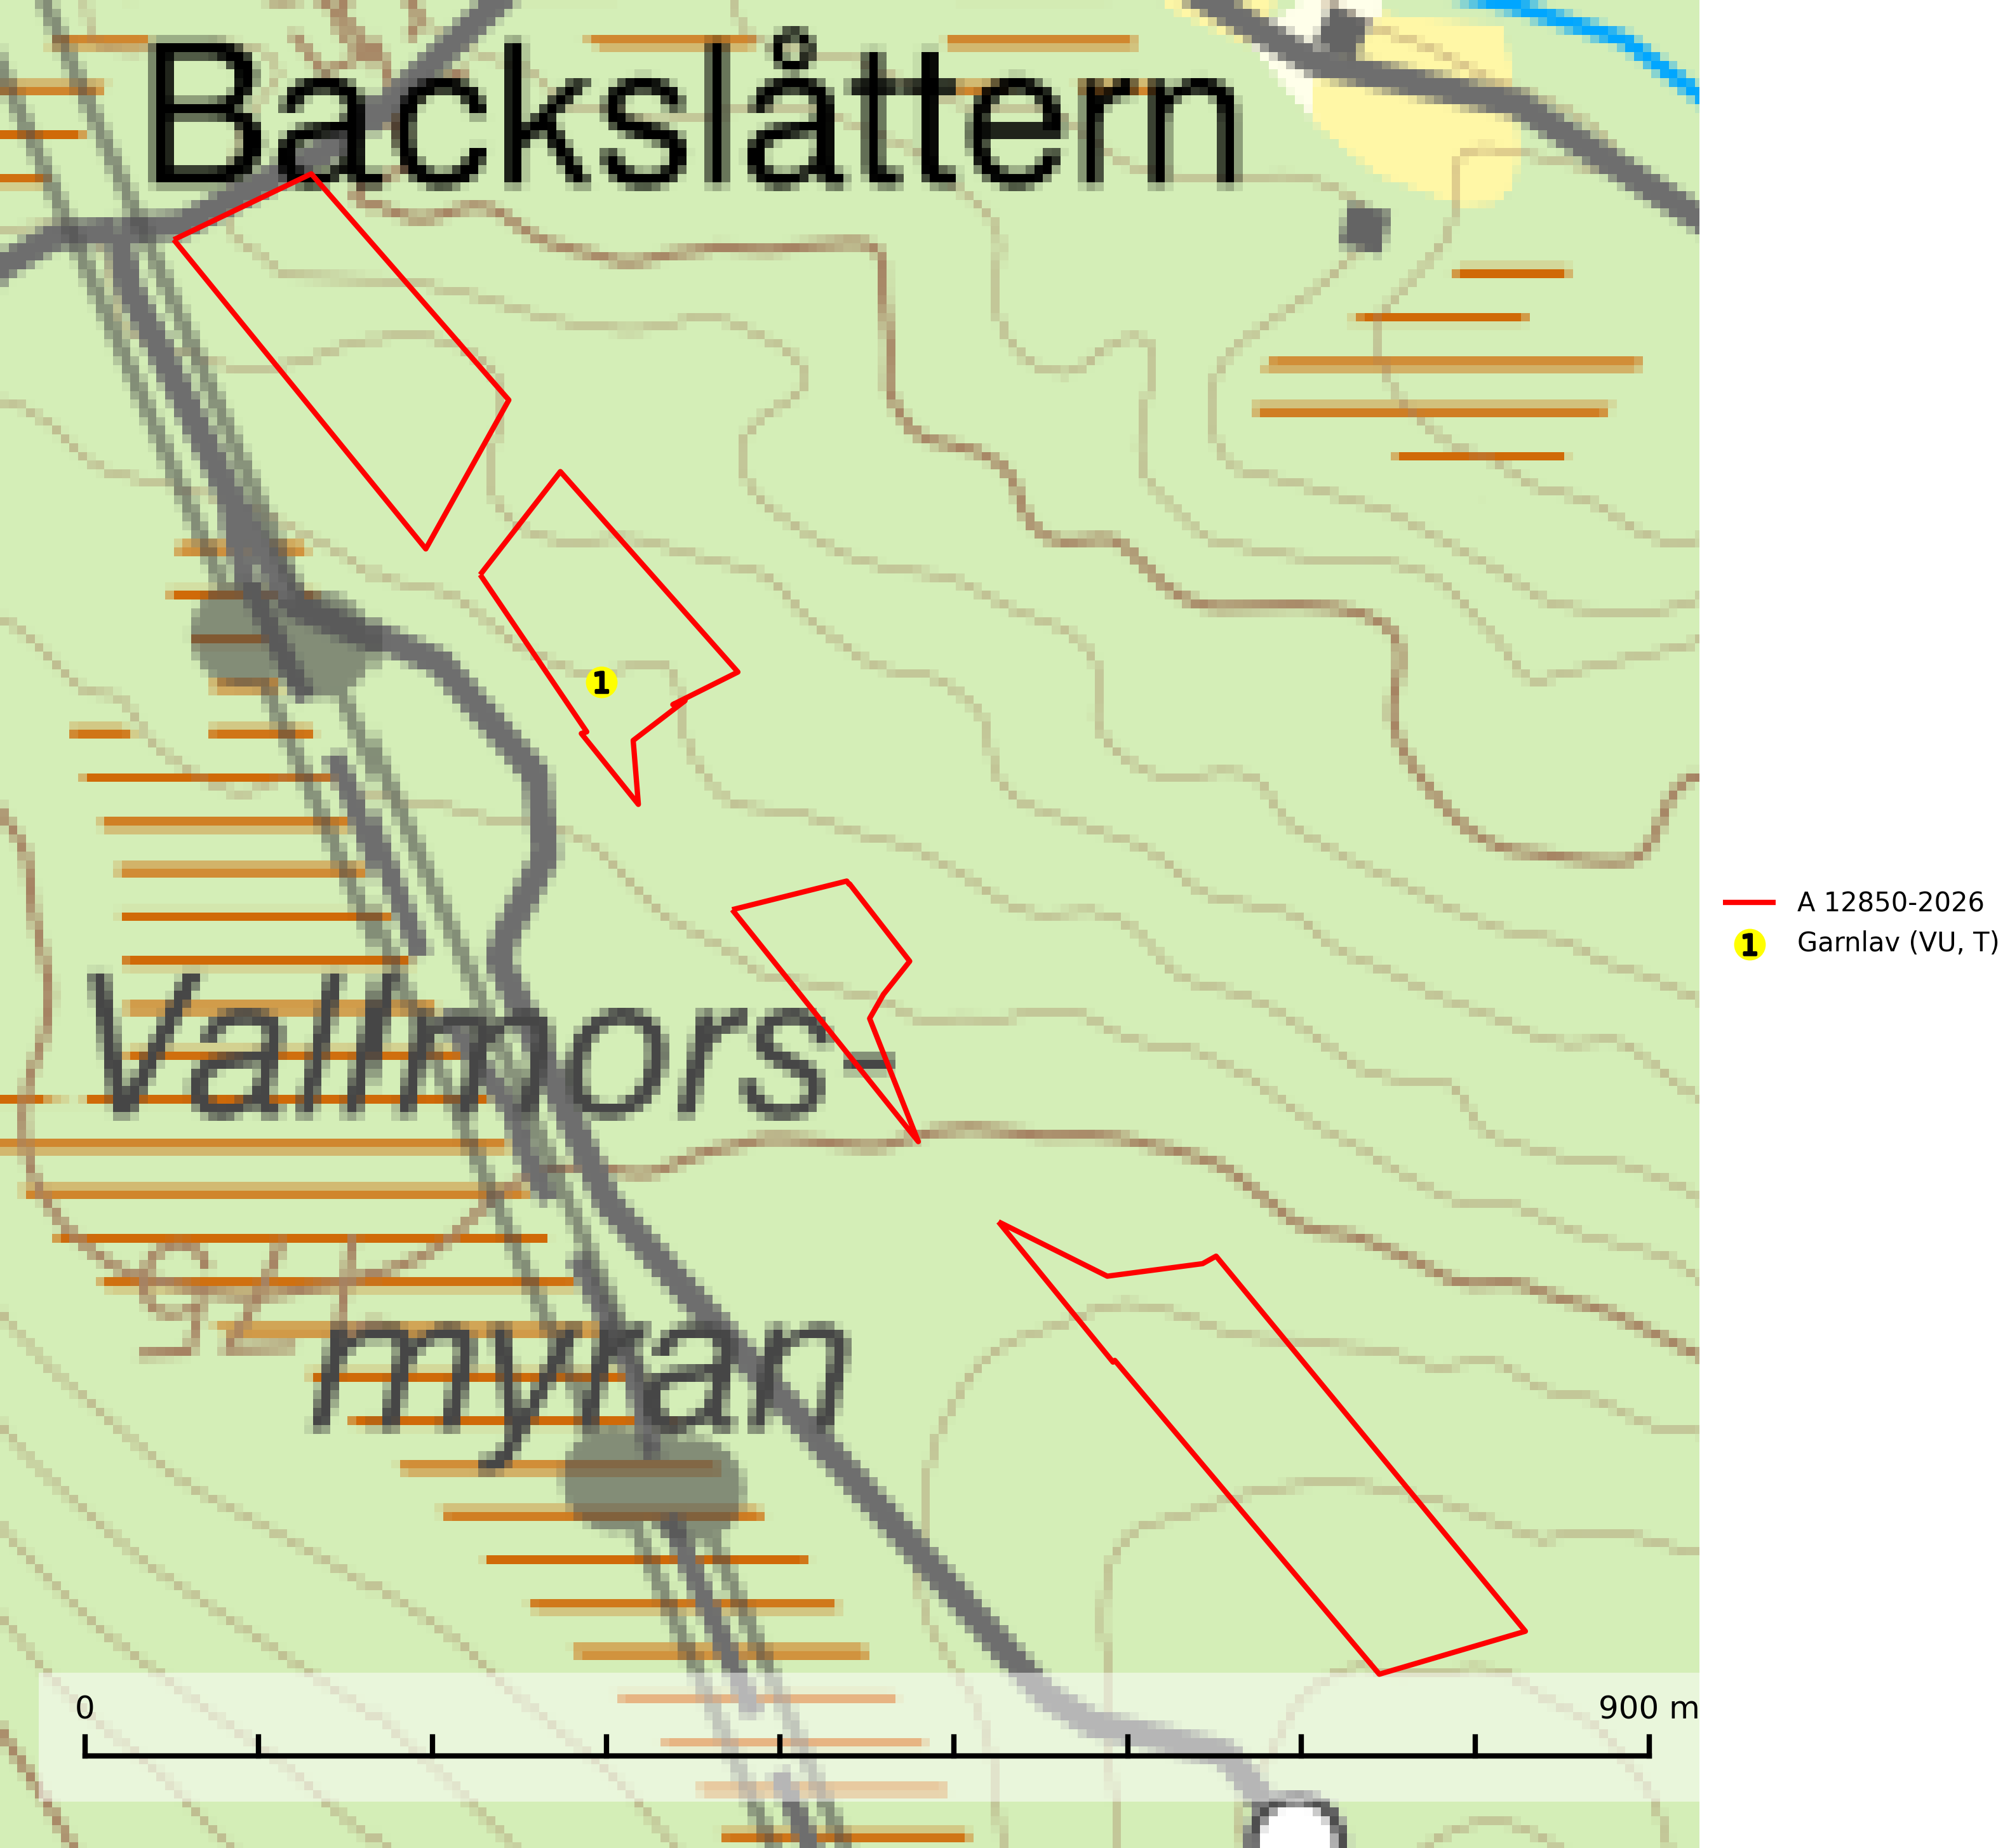 Backslåttern
A 12850-2026
1 Garnlav (VU, T)
1
Vallmors-
myran
0 900 m